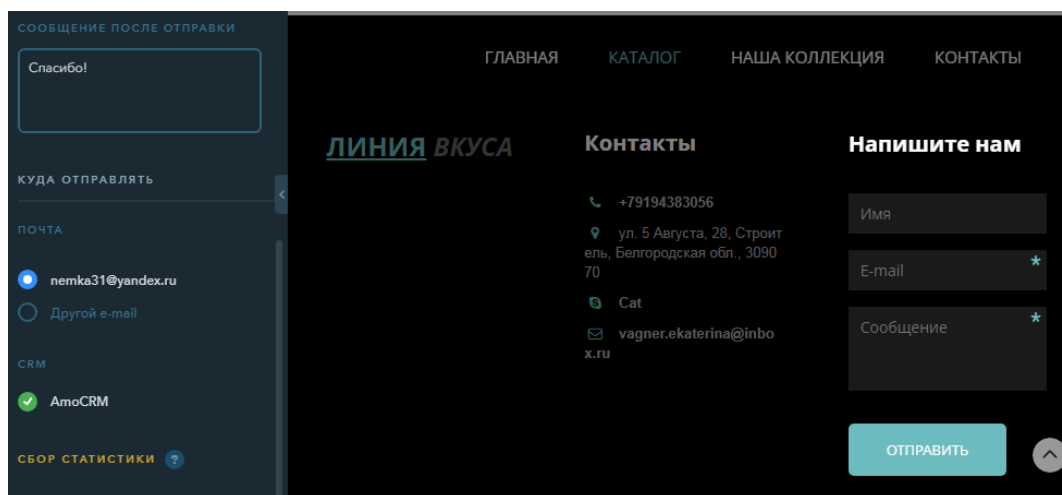 СООБЩЕНИЕ ПОСЛЕ ОТПРАВКИ
Спасибо!
КУДА ОТПРАВЛЯТЬ
ПОЧТА
nemka31@yandex.ru
Другой e-mail
CRM
AmoCRM
СБОР СТАТИСТИКИ ?
ГЛАВНАЯ КАТАЛОГ НАША КОЛЛЕКЦИЯ КОНТАКТЫ
ЛИНИЯ ВКУСА
Контакты
+79194383056
ул. 5 Августа, 28, Строит
ель, Белгородская обл., 3090
70
Cat
vagner.ekaterina@inbo
x.ru
Напишите нам
Имя
E-mail *
Сообщение *
ОТПРАВИТЬ